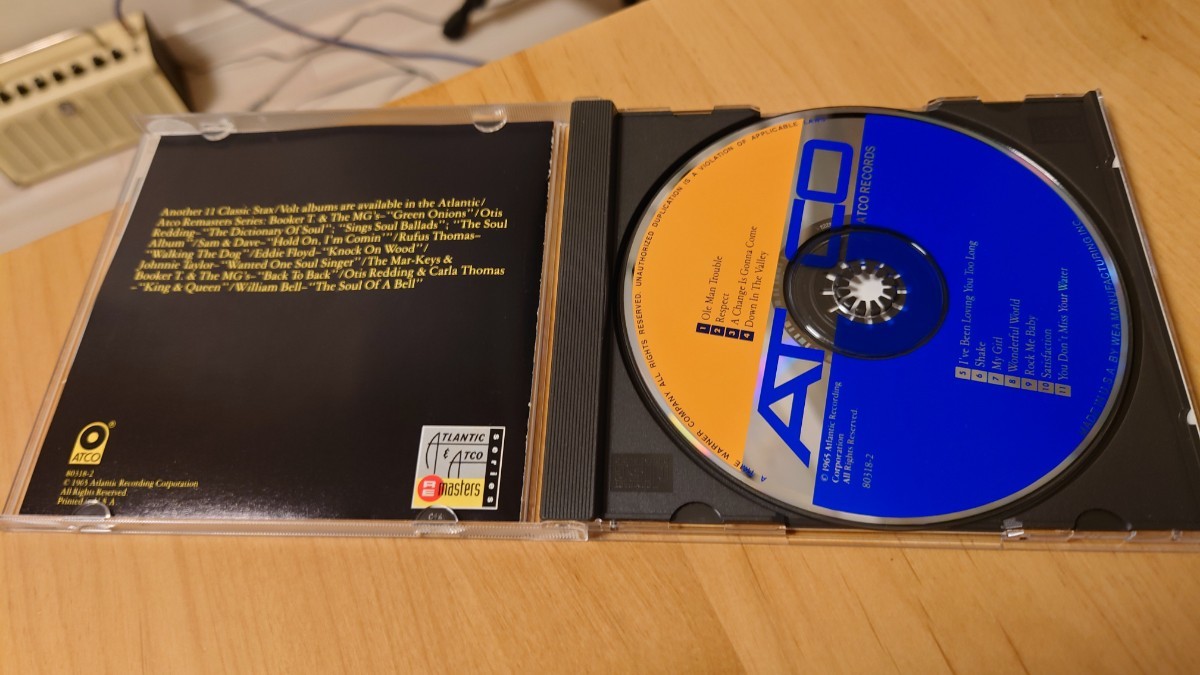 Another 11 Classic Stax/Volt albums are available in the Atlantic/
Atco Remasters Series: Booker T. & The MG's–"Green Onions"/Otis
Redding–"The Dictionary Of Soul"; "Sings Soul Ballads"; "The Soul
Album"/Sam & Dave–"Hold On, I'm Comin'"/Rufus Thomas–
"Walking The Dog"/Eddie Floyd–"Knock On Wood"/
Johnnie Taylor–"Wanted One Soul Singer"/The Mar-Keys &
Booker T. & The MG's–"Back To Back"/Otis Redding & Carla Thomas
–"King & Queen"/William Bell–"The Soul Of A Bell"
ATCO
80318-2
© 1965 Atlantic Recording Corporation
All Rights Reserved
Printed in U.S.A
ATLANTIC
&
ATCO
masters
series
ATCO
ATCO RECORDS
1 Ole Man Trouble
2 Respect
3 A Change Is Gonna Come
4 Down In The Valley
5 I've Been Loving You Too Long
6 Shake
7 My Girl
8 Wonderful World
9 Rock Me Baby
10 Satisfaction
11 You Don't Miss Your Water
© 1965 Atlantic Recording
Corporation
All Rights Reserved.
80318-2
WARNER COMPANY ALL RIGHTS RESERVED. UNAUTHORIZED DUPLICATION IS A VIOLATION OF APPLICABLE LAWS
U.S.A. BY WEA MANUFACTURING INC.